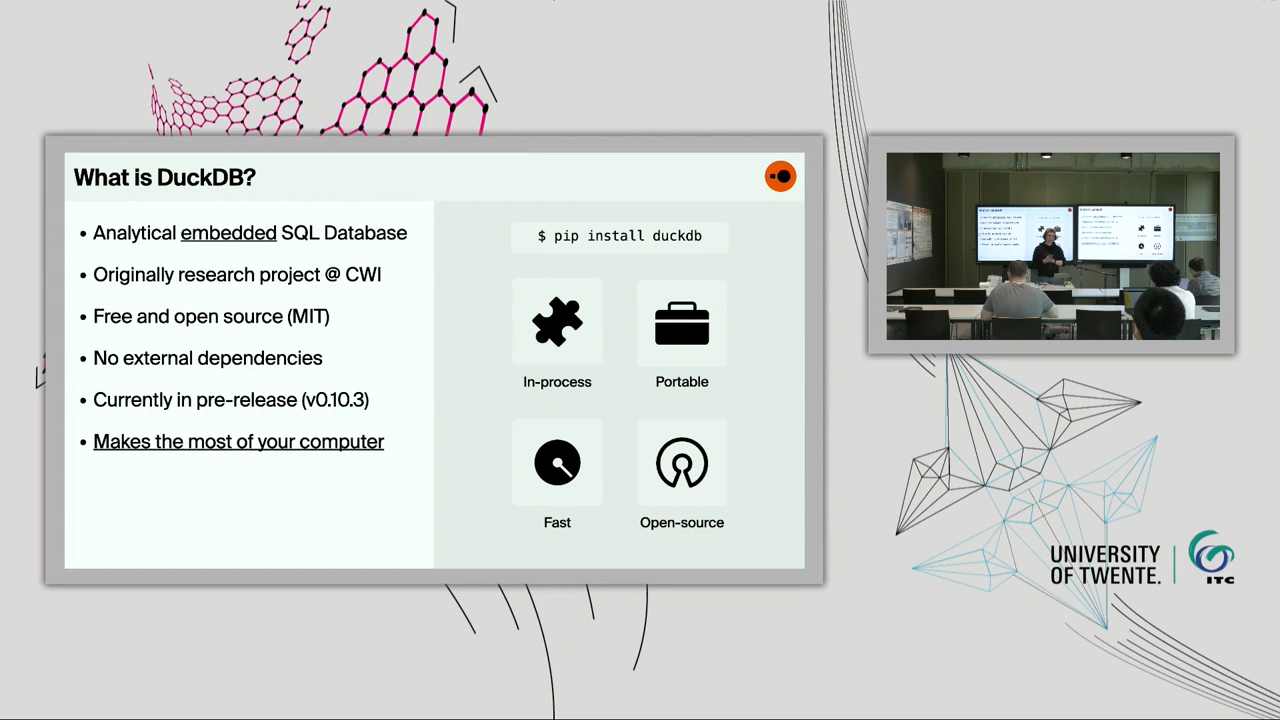 What is DuckDB?
• Analytical embedded SQL Database
• Originally research project @ CWI
• Free and open source (MIT)
• No external dependencies
• Currently in pre-release (v0.10.3)
• Makes the most of your computer
$ pip install duckdb
In-process
Portable
Fast
Open-source
UNIVERSITY
OF TWENTE.
ITC